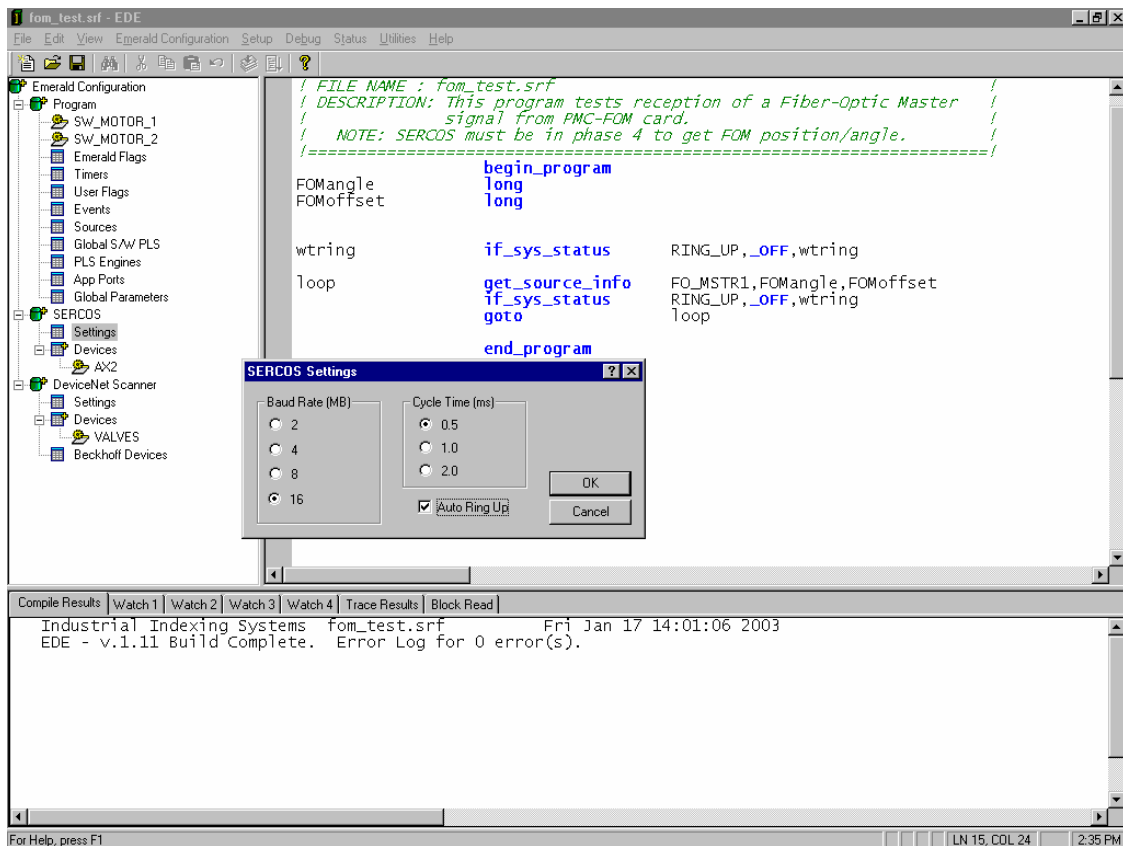 fom_test.srf - EDE
File Edit View Emerald Configuration Setup Debug Status Utilities Help
Emerald Configuration
Program
SW_MOTOR_1
SW_MOTOR_2
Emerald Flags
Timers
User Flags
Events
Sources
Global S/W PLS
PLS Engines
App Ports
Global Parameters
SERCOS
Settings
Devices
AX2
DeviceNet Scanner
Settings
Devices
VALVES
Beckhoff Devices
! FILE NAME : fom_test.srf !
! DESCRIPTION: This program tests reception of a Fiber-Optic Master !
! signal from PMC-FOM card. !
! NOTE: SERCOS must be in phase 4 to get FOM position/angle. !
!=====================================================================!
begin_program
FOMangle long
FOMoffset long
wtring if_sys_status RING_UP,_OFF,wtring
loop get_source_info FO_MSTR1,FOMangle,FOMoffset
if_sys_status RING_UP,_OFF,wtring
goto loop
end_program
SERCOS Settings
Baud Rate (MB)
2
4
8
16
Cycle Time (ms)
0.5
1.0
2.0
Auto Ring Up
OK
Cancel
Compile Results Watch 1 Watch 2 Watch 3 Watch 4 Trace Results Block Read
Industrial Indexing Systems fom_test.srf Fri Jan 17 14:01:06 2003
EDE - v.1.11 Build Complete. Error Log for 0 error(s).
For Help, press F1 LN 15, COL 24 2:35 PM